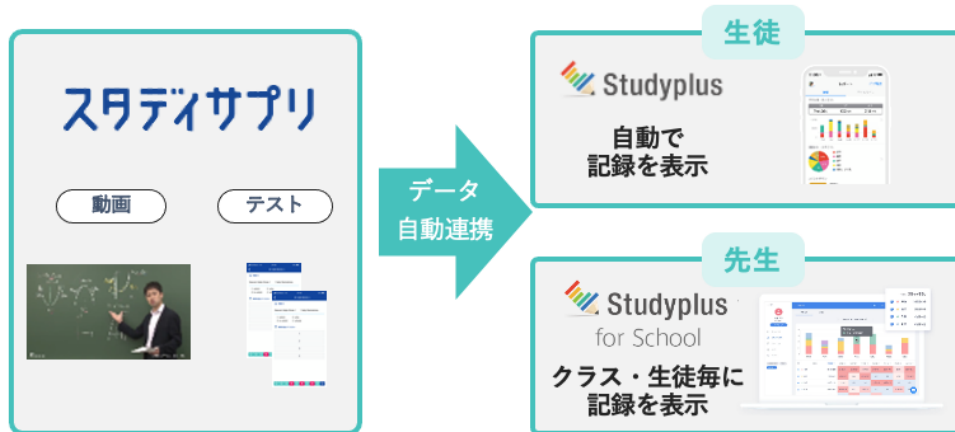 スタディサプリ
動画
テスト
データ
自動連携
生徒
Studyplus
自動で
記録を表示
先生
Studyplus
for School
クラス・生徒毎に
記録を表示